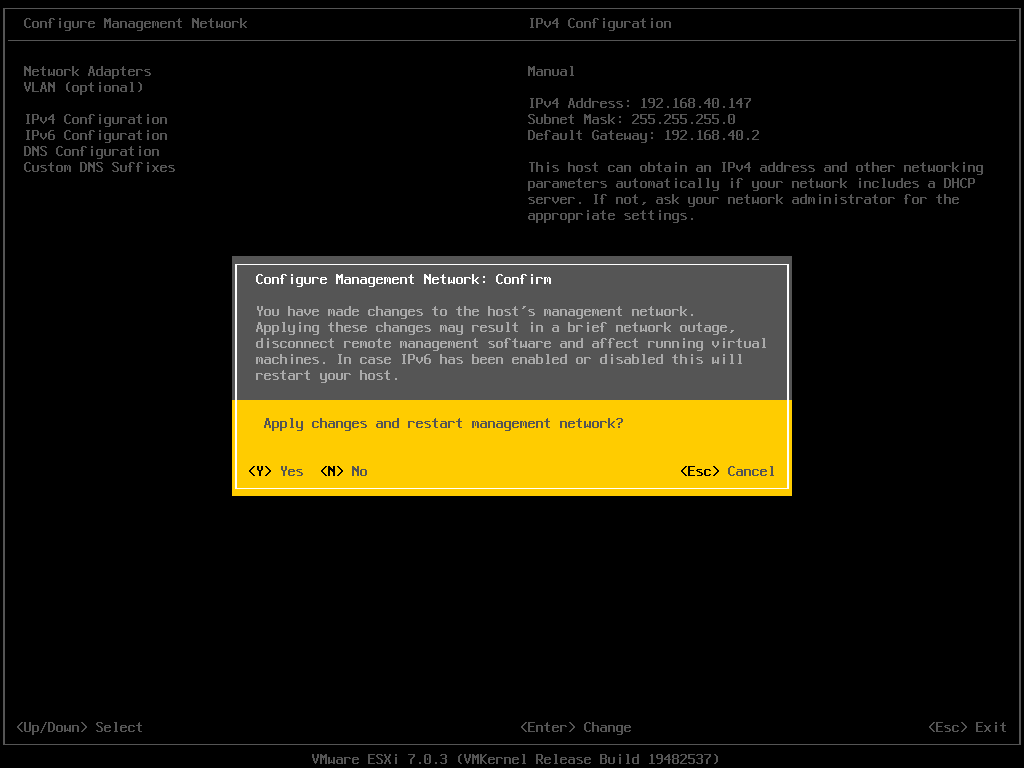 Configure Management Network
IPv4 Configuration
Network Adapters
VLAN (optional)
IPv4 Configuration
IPv6 Configuration
DNS Configuration
Custom DNS Suffixes
Manual
IPv4 Address: 192.168.40.147
Subnet Mask: 255.255.255.0
Default Gateway: 192.168.40.2
This host can obtain an IPv4 address and other networking
parameters automatically if your network includes a DHCP
server. If not, ask your network administrator for the
appropriate settings.
Configure Management Network: Confirm
You have made changes to the host's management network.
Applying these changes may result in a brief network outage,
disconnect remote management software and affect running virtual
machines. In case IPv6 has been enabled or disabled this will
restart your host.
Apply changes and restart management network?
<Y> Yes <N> No <Esc> Cancel
<Up/Down> Select <Enter> Change <Esc> Exit
VMware ESXi 7.0.3 (VMKernel Release Build 19482537)